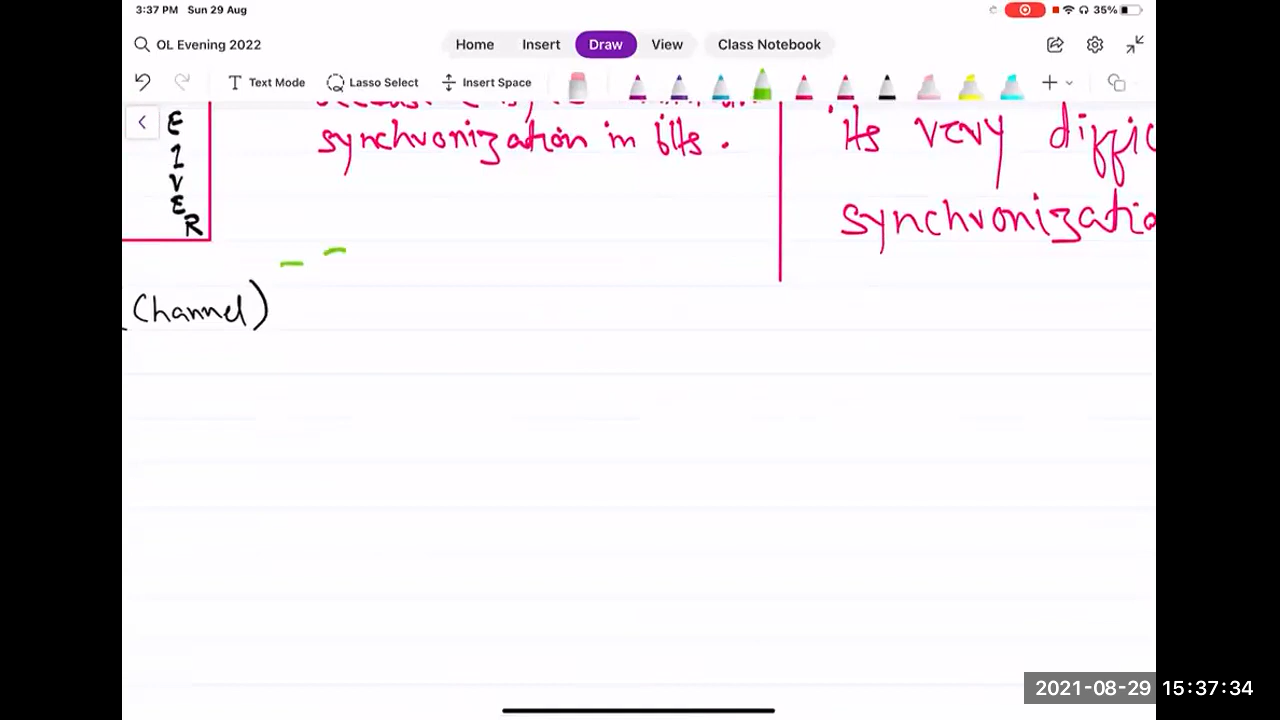 3:37 PM Sun 29 Aug
35%
OL Evening 2022
Home Insert Draw View Class Notebook
Text Mode Lasso Select Insert Space
E
I
V
E
R
synchronization in bits.
its very diffic
synchronizatio
(Channel)
2021-08-29 15:37:34